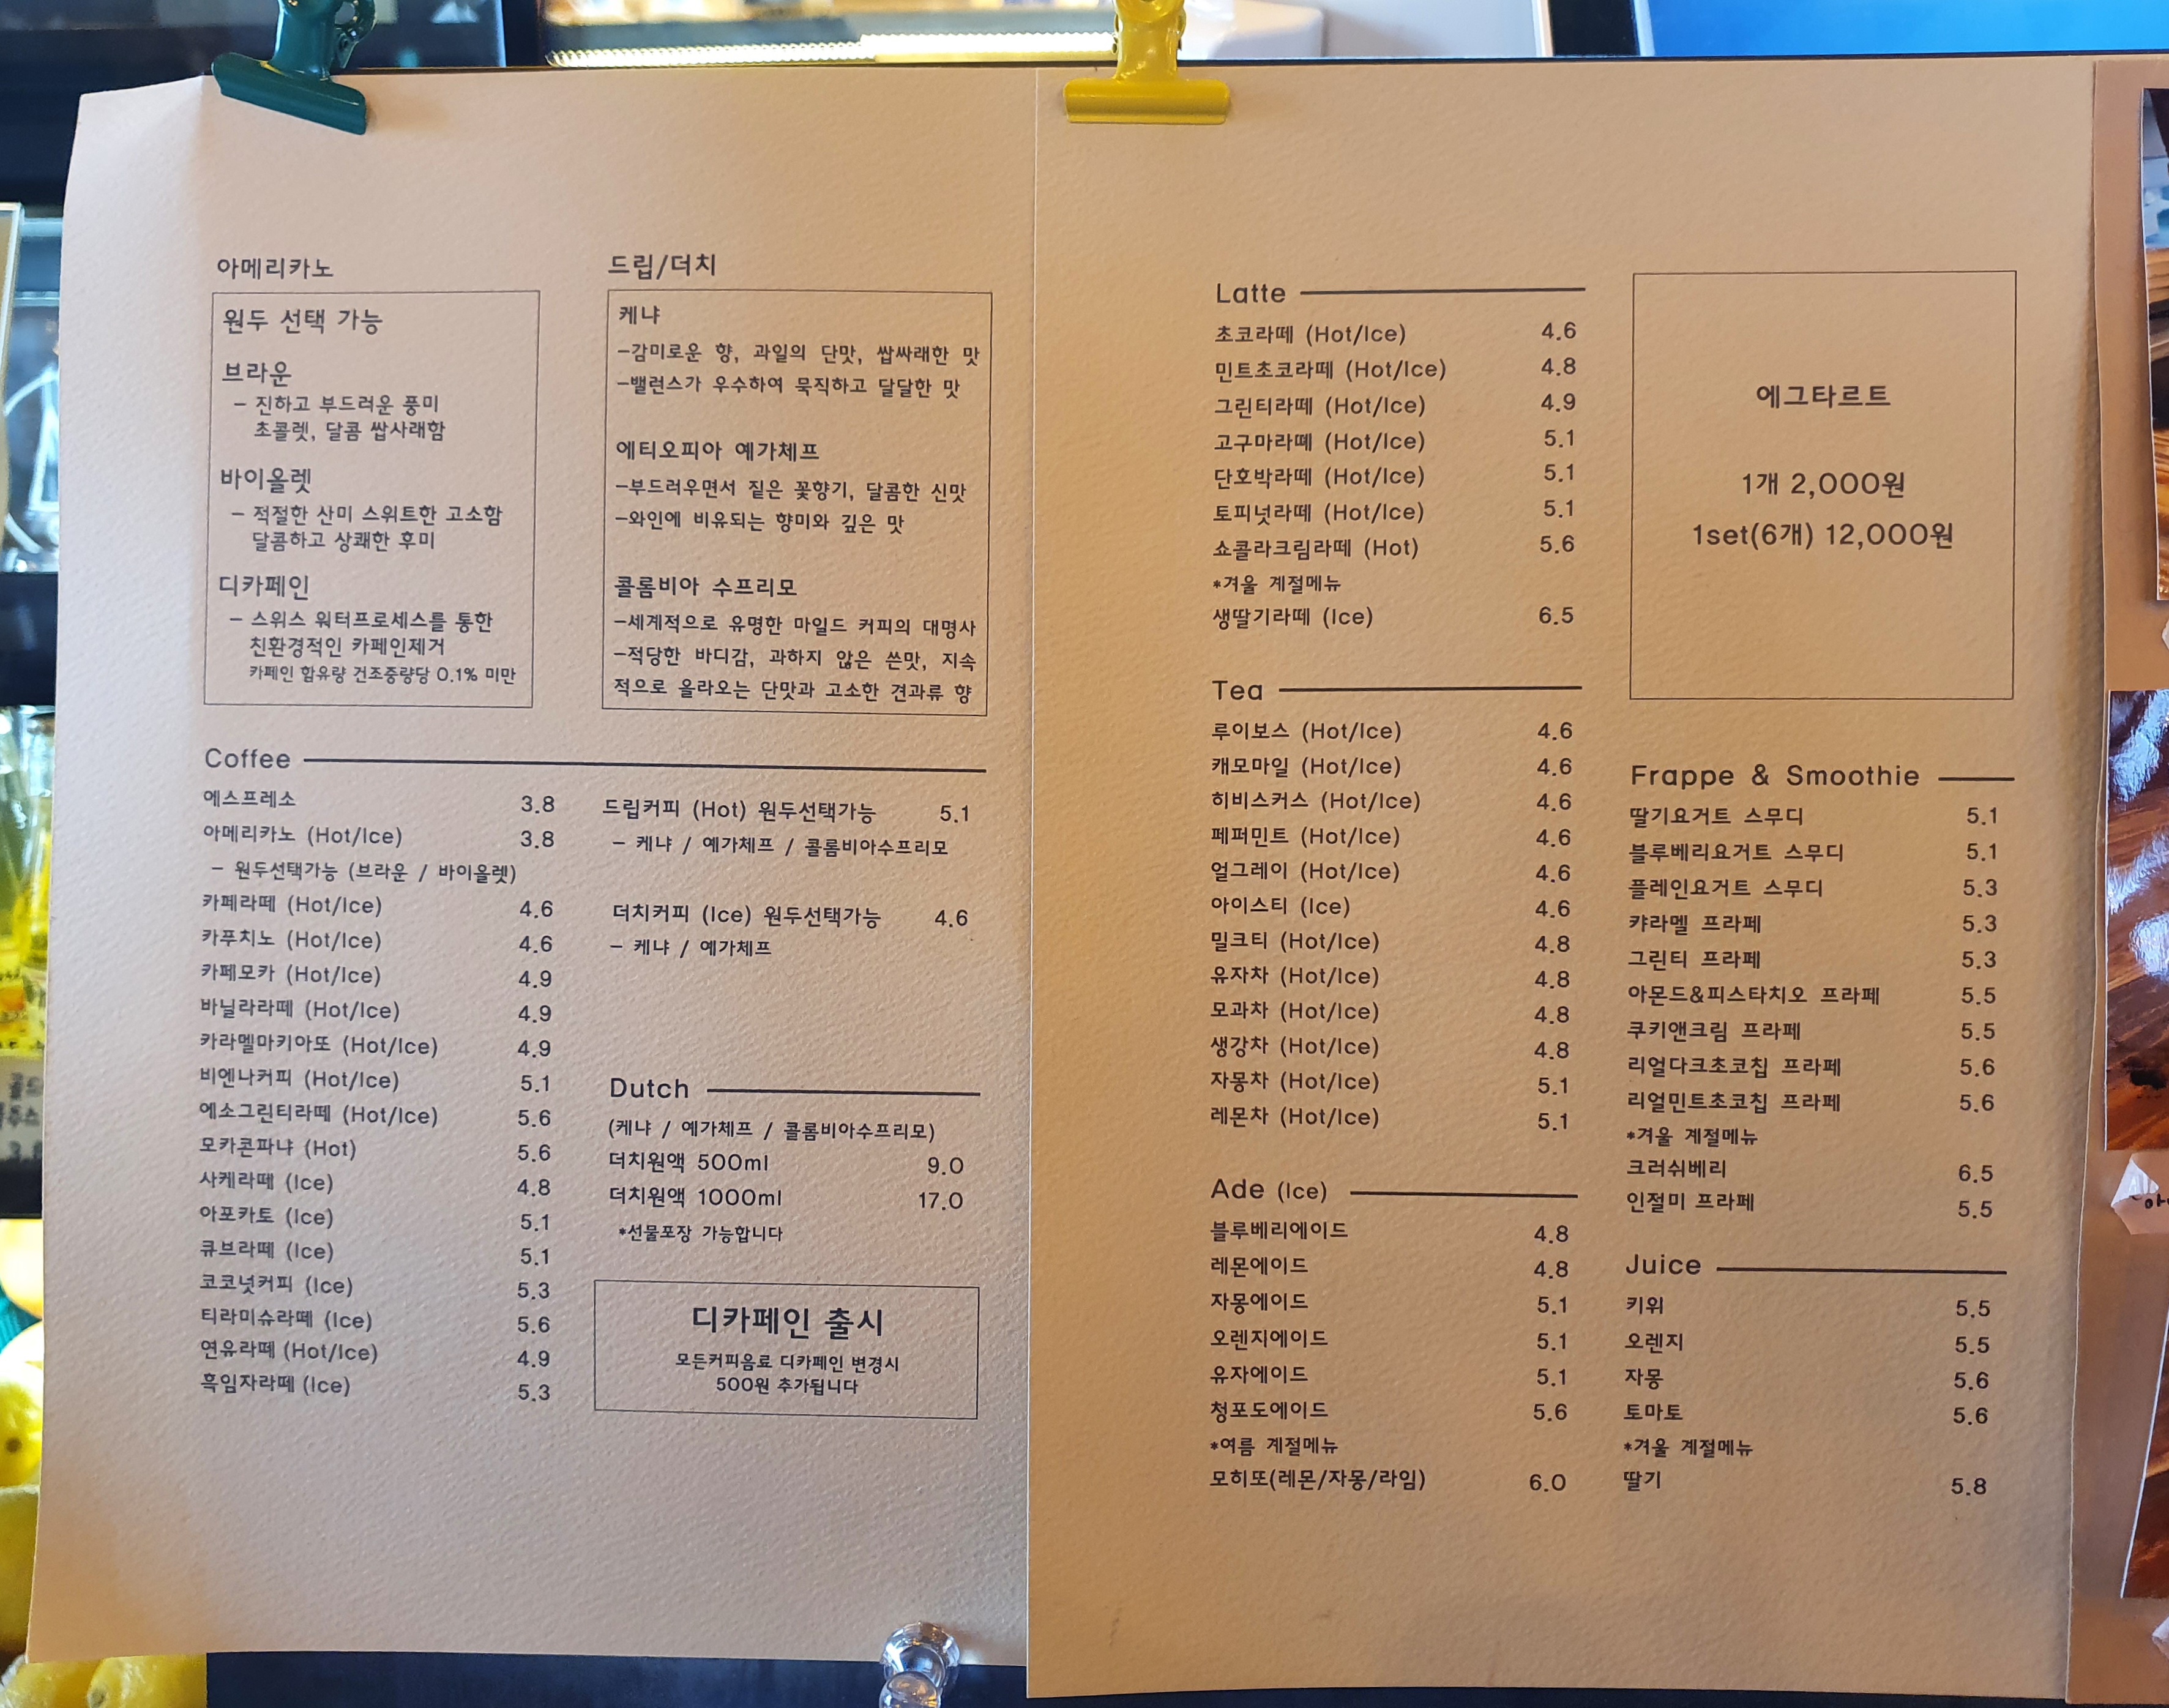 아메리카노
원두 선택 가능
브라운
- 진하고 부드러운 풍미
초콜렛, 달콤 쌉사래함
바이올렛
- 적절한 산미 스위트한 고소함
달콤하고 상쾌한 후미
디카페인
- 스위스 워터프로세스를 통한
친환경적인 카페인제거
카페인 함유량 건조중량당 0.1% 미만
드립/더치
케냐
-감미로운 향, 과일의 단맛, 쌉싸래한 맛
-밸런스가 우수하여 묵직하고 달달한 맛
에티오피아 예가체프
-부드러우면서 짙은 꽃향기, 달콤한 신맛
-와인에 비유되는 향미와 깊은 맛
콜롬비아 수프리모
-세계적으로 유명한 마일드 커피의 대명사
-적당한 바디감, 과하지 않은 쓴맛, 지속
적으로 올라오는 단맛과 고소한 견과류 향
Coffee
에스프레소 3.8
아메리카노 (Hot/Ice) 3.8
- 원두선택가능 (브라운 / 바이올렛)
카페라떼 (Hot/Ice) 4.6
카푸치노 (Hot/Ice) 4.6
카페모카 (Hot/Ice) 4.9
바닐라라떼 (Hot/Ice) 4.9
카라멜마키아또 (Hot/Ice) 4.9
비엔나커피 (Hot/Ice) 5.1
에소그린티라떼 (Hot/Ice) 5.6
모카콘파냐 (Hot) 5.6
사케라떼 (Ice) 4.8
아포카토 (Ice) 5.1
큐브라떼 (Ice) 5.1
코코넛커피 (Ice) 5.3
티라미슈라떼 (Ice) 5.6
연유라떼 (Hot/Ice) 4.9
흑임자라떼 (Ice) 5.3
드립커피 (Hot) 원두선택가능 5.1
- 케냐 / 예가체프 / 콜롬비아수프리모
더치커피 (Ice) 원두선택가능 4.6
- 케냐 / 예가체프
Dutch
(케냐 / 예가체프 / 콜롬비아수프리모)
더치원액 500ml 9.0
더치원액 1000ml 17.0
*선물포장 가능합니다
디카페인 출시
모든커피음료 디카페인 변경시
500원 추가됩니다
Latte
초코라떼 (Hot/Ice) 4.6
민트초코라떼 (Hot/Ice) 4.8
그린티라떼 (Hot/Ice) 4.9
고구마라떼 (Hot/Ice) 5.1
단호박라떼 (Hot/Ice) 5.1
토피넛라떼 (Hot/Ice) 5.1
쇼콜라크림라떼 (Hot) 5.6
*겨울 계절메뉴
생딸기라떼 (Ice) 6.5
Tea
루이보스 (Hot/Ice) 4.6
캐모마일 (Hot/Ice) 4.6
히비스커스 (Hot/Ice) 4.6
페퍼민트 (Hot/Ice) 4.6
얼그레이 (Hot/Ice) 4.6
아이스티 (Ice) 4.6
밀크티 (Hot/Ice) 4.8
유자차 (Hot/Ice) 4.8
모과차 (Hot/Ice) 4.8
생강차 (Hot/Ice) 4.8
자몽차 (Hot/Ice) 5.1
레몬차 (Hot/Ice) 5.1
Ade (Ice)
블루베리에이드 4.8
레몬에이드 4.8
자몽에이드 5.1
오렌지에이드 5.1
유자에이드 5.1
청포도에이드 5.6
*여름 계절메뉴
모히또(레몬/자몽/라임) 6.0
에그타르트
1개 2,000원
1set(6개) 12,000원
Frappe & Smoothie
딸기요거트 스무디 5.1
블루베리요거트 스무디 5.1
플레인요거트 스무디 5.3
캬라멜 프라페 5.3
그린티 프라페 5.3
아몬드&피스타치오 프라페 5.5
쿠키앤크림 프라페 5.5
리얼다크초코칩 프라페 5.6
리얼민트초코칩 프라페 5.6
*겨울 계절메뉴
크러쉬베리 6.5
인절미 프라페 5.5
Juice
키위 5.5
오렌지 5.5
자몽 5.6
토마토 5.6
*겨울 계절메뉴
딸기 5.8